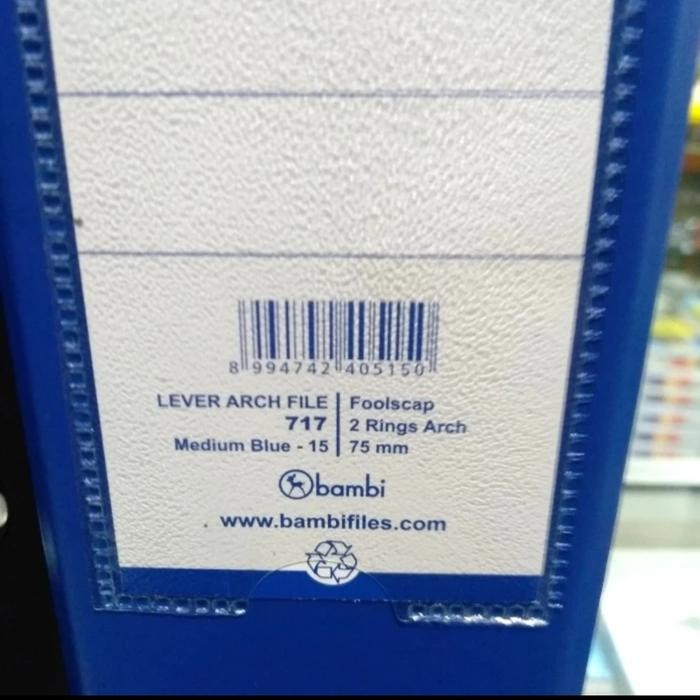 8 994742 405150
LEVER ARCH FILE Foolscap
717 2 Rings Arch
Medium Blue - 15 75 mm
bambi
www.bambifiles.com